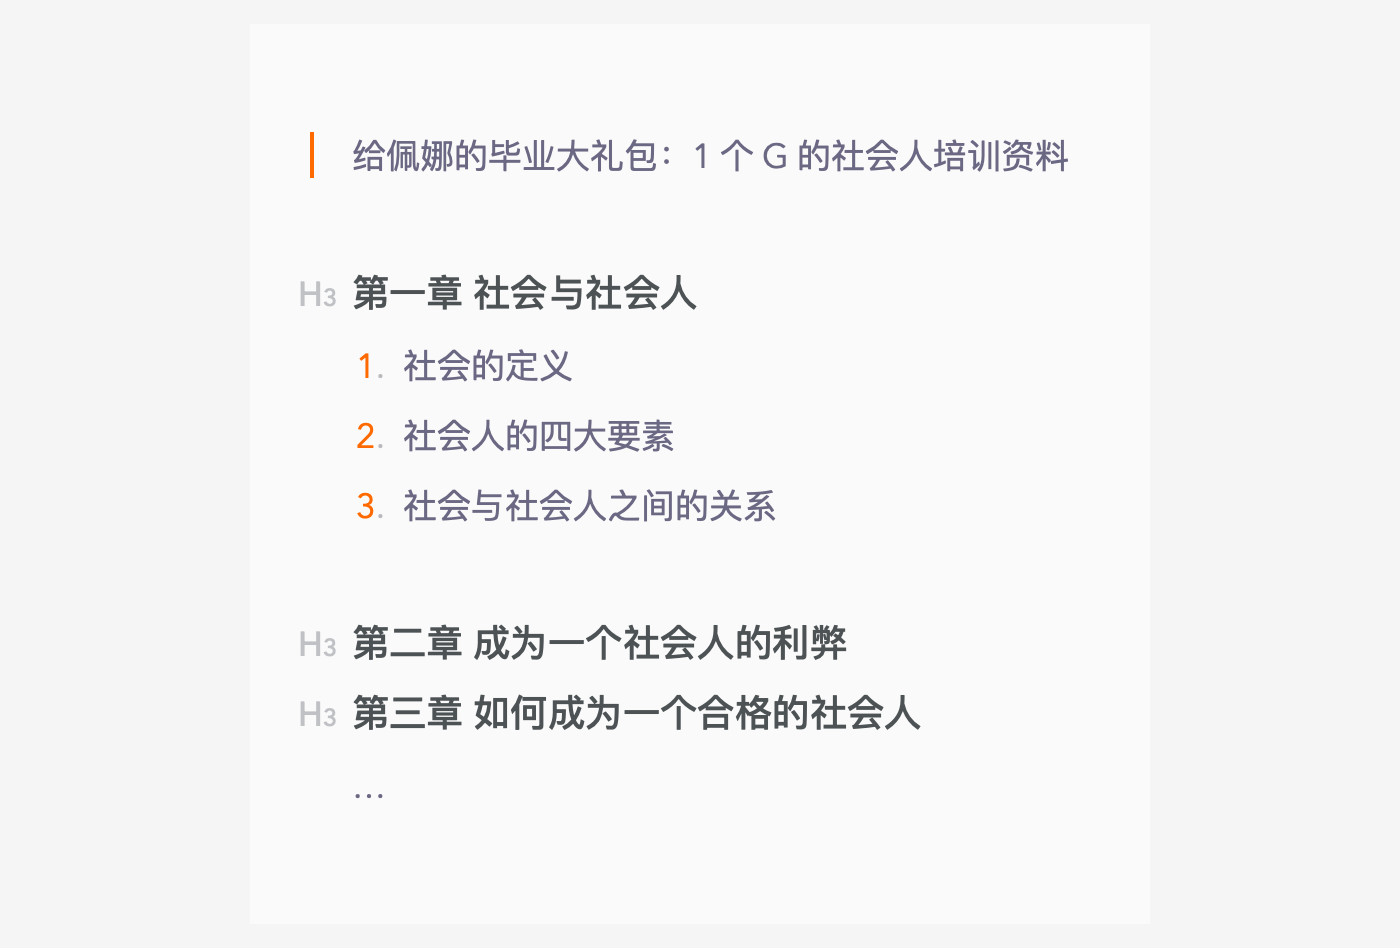 给佩娜的毕业大礼包：1 个 G 的社会人培训资料
H3 第一章 社会与社会人
1. 社会的定义
2. 社会人的四大要素
3. 社会与社会人之间的关系
H3 第二章 成为一个社会人的利弊
H3 第三章 如何成为一个合格的社会人
...